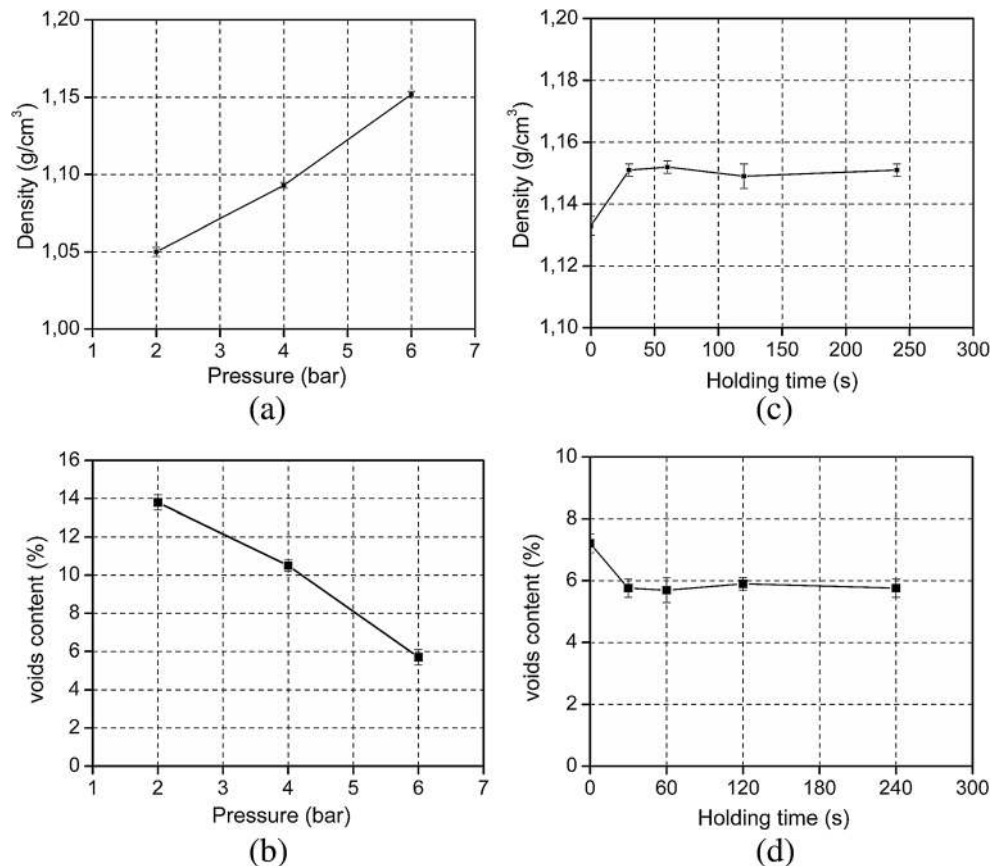 1,20
1,15
1,10
1,05
1,00
Density (g/cm³)
1 2 3 4 5 6 7
Pressure (bar)
(a)
1,20
1,18
1,16
1,14
1,12
1,10
Density (g/cm³)
0 50 100 150 200 250 300
Holding time (s)
(c)
16
14
12
10
8
6
4
2
0
voids content (%)
1 2 3 4 5 6 7
Pressure (bar)
(b)
10
8
6
4
2
0
voids content (%)
0 60 120 180 240 300
Holding time (s)
(d)